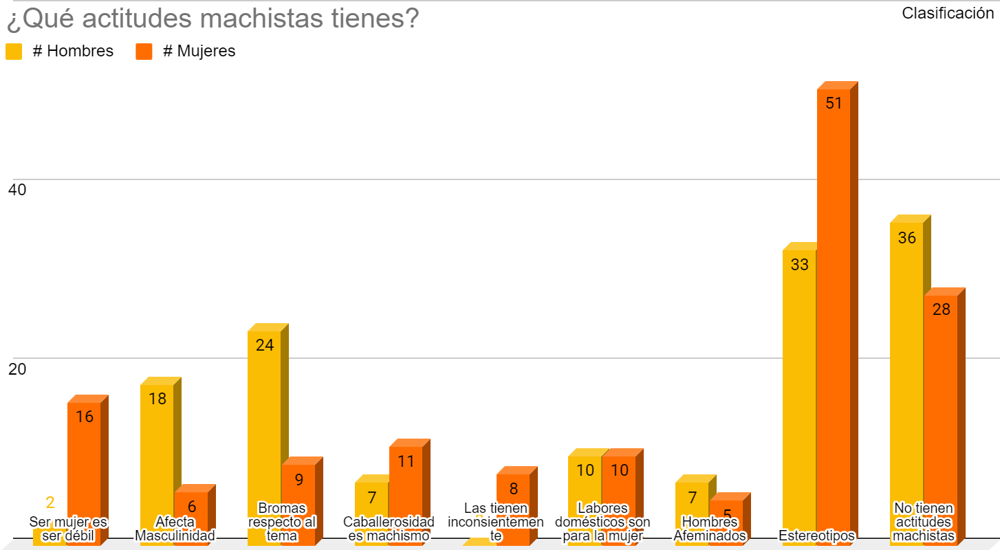 ¿Qué actitudes machistas tienes?
Clasificación
# Hombres # Mujeres
40
20
2
16
18
6
24
9
7
11
8
10
10
7
5
33
51
36
28
Ser mujer es
ser débil
Afecta
Masculinidad
Bromas
respecto al
tema
Caballerosidad
es machismo
Las tienen
inconsientemen
te
Labores
domésticos son
para la mujer
Hombres
Afeminados
Estereotipos
No tienen
actitudes
machistas